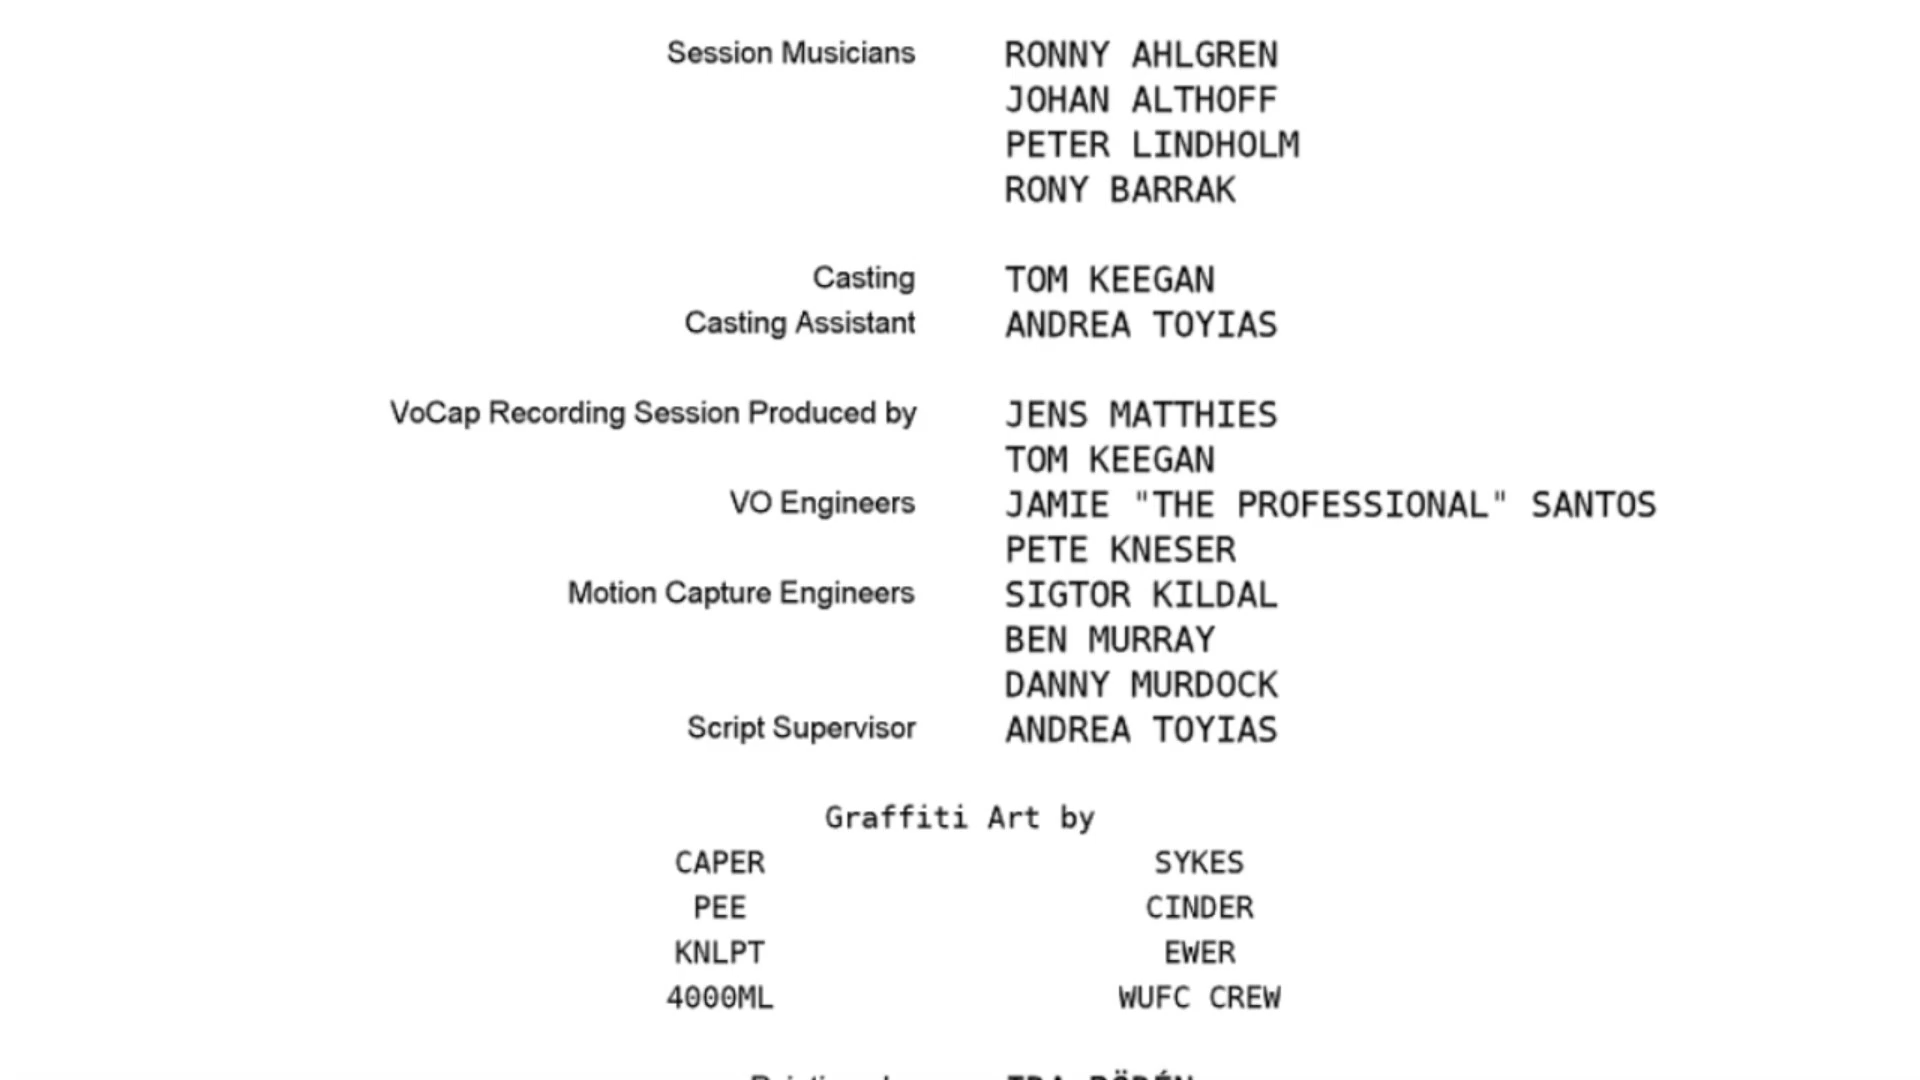 Session Musicians RONNY AHLGREN
JOHAN ALTHOFF
PETER LINDHOLM
RONY BARRAK
Casting TOM KEEGAN
Casting Assistant ANDREA TOYIAS
VoCap Recording Session Produced by JENS MATTHIES
TOM KEEGAN
VO Engineers JAMIE "THE PROFESSIONAL" SANTOS
PETE KNESER
Motion Capture Engineers SIGTOR KILDAL
BEN MURRAY
DANNY MURDOCK
Script Supervisor ANDREA TOYIAS
Graffiti Art by
CAPER SYKES
PEE CINDER
KNLPT EWER
4000ML WUFC CREW